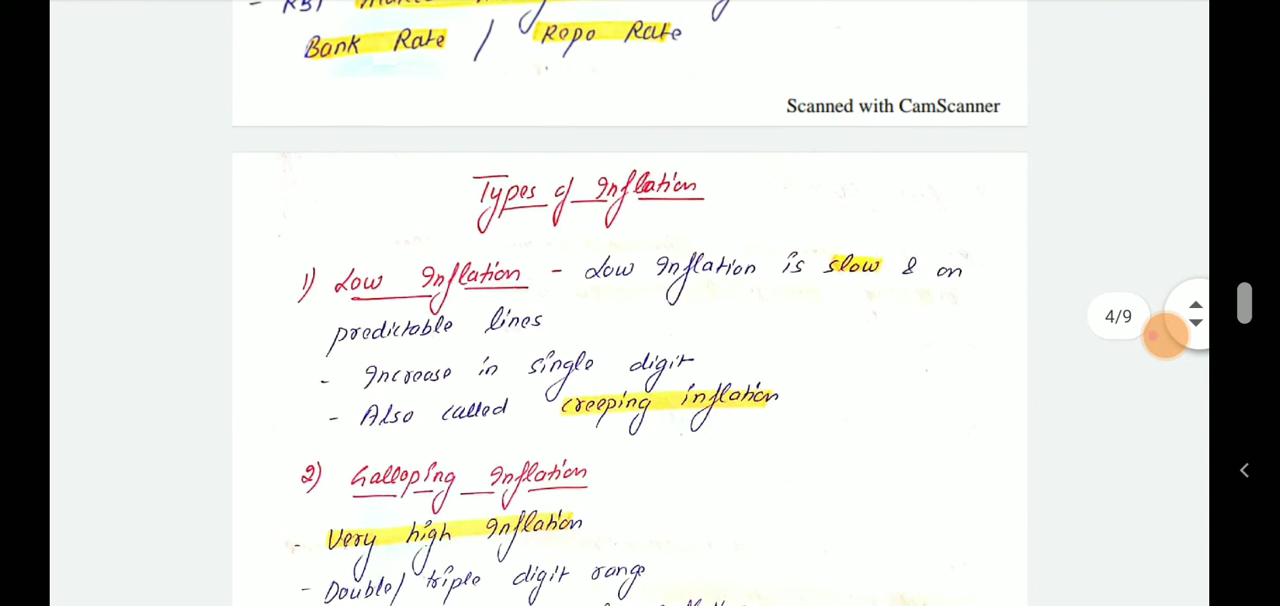 - RBI
Bank Rate / Repo Rate
Scanned with CamScanner
Types of Inflation
1) Low Inflation - Low Inflation is slow & on
predictable lines
- Increase in single digit
- Also called creeping inflation
4/9
2) Galloping Inflation
- Very high Inflation
- Double/ triple digit range